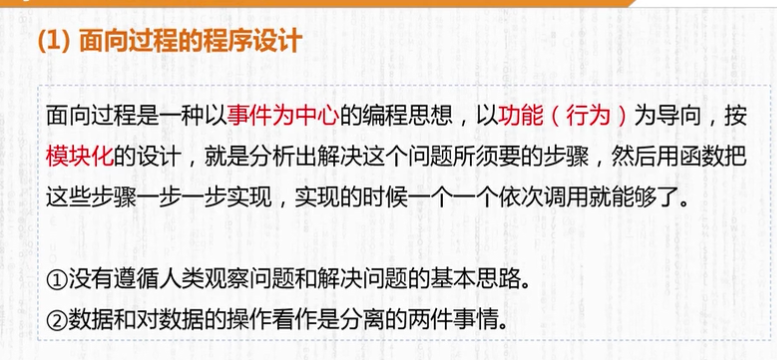 (1) 面向过程的程序设计
面向过程是一种以事件为中心的编程思想，以功能（行为）为导向，按
模块化的设计，就是分析出解决这个问题所须要的步骤，然后用函数把
这些步骤一步一步实现，实现的时候一个一个依次调用就能够了。
①没有遵循人类观察问题和解决问题的基本思路。
②数据和对数据的操作看作是分离的两件事情。